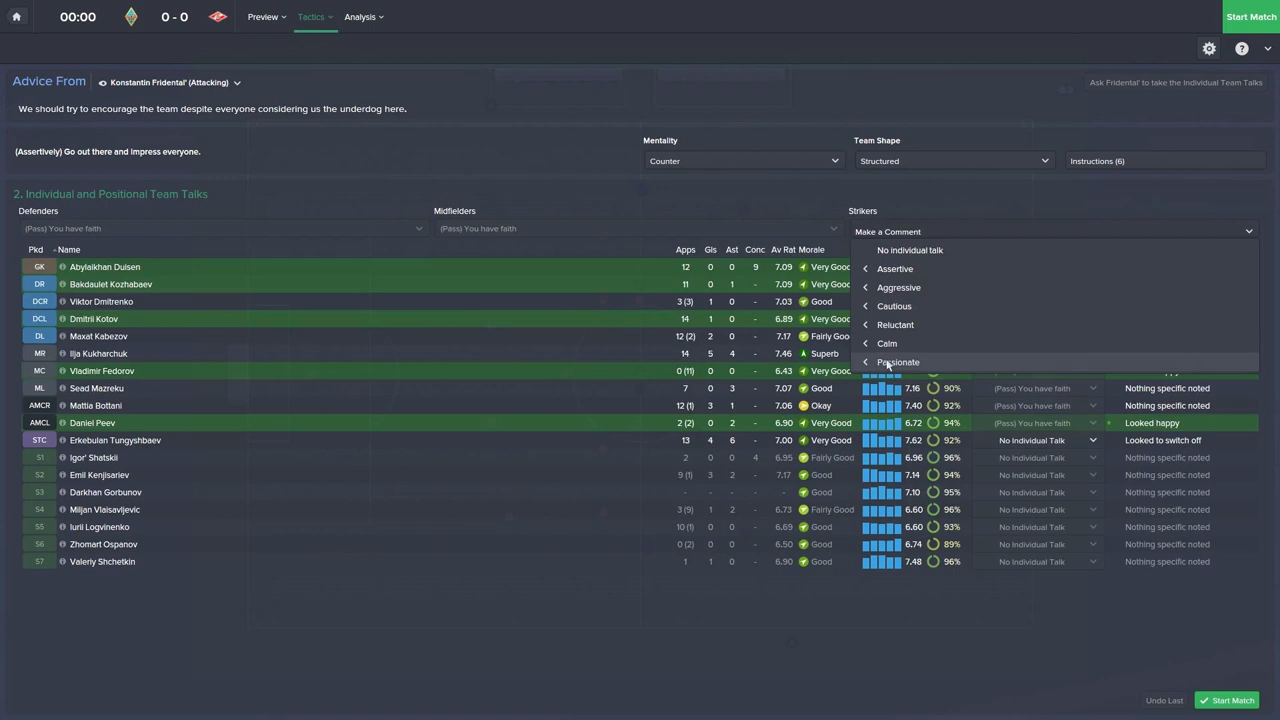 00:00 0 - 0 Preview Tactics Analysis Start Match
?
Advice From Konstantin Fridental' (Attacking) Ask Fridental' to take the Individual Team Talks
We should try to encourage the team despite everyone considering us the underdog here.
Mentality Team Shape
(Assertively) Go out there and impress everyone. Counter Structured Instructions (6)
2. Individual and Positional Team Talks
Defenders Midfielders Strikers
(Pass) You have faith (Pass) You have faith Make a Comment
Pkd Name Apps Gls Ast Conc Av Rat Morale No individual talk
GK Abylaikhan Duisen 12 0 0 9 7.09 Very Good Assertive
DR Bakdaulet Kozhabaev 11 0 1 - 7.09 Very Good Aggressive
DCR Viktor Dmitrenko 3 (3) 1 0 - 7.03 Good Cautious
DCL Dmitrii Kotov 14 1 0 - 6.89 Very Good Reluctant
DL Maxat Kabezov 12 (2) 0 2 - 7.17 Fairly Good Calm
MR Ilja Kukharchuk 14 5 4 - 7.46 Superb Passionate
MC Vladimir Fedorov 0 (11) 1 0 - 6.43 Very Good
ML Sead Mazreku 7 0 3 - 7.07 Good 7.16 90% (Pass) You have faith Nothing specific noted
AMCR Mattia Bottani 12 (1) 3 1 - 7.06 Okay 7.40 92% (Pass) You have faith Nothing specific noted
AMCL Daniel Peev 2 (2) 0 2 - 6.90 Very Good 6.72 94% (Pass) You have faith Looked happy
STC Erkebulan Tungyshbaev 13 4 6 - 7.00 Very Good 7.62 92% No Individual Talk Looked to switch off
S1 Igor' Shatskii 2 0 0 4 6.95 Fairly Good 6.96 96% No Individual Talk Nothing specific noted
S2 Emil Kenjisariev 9 (1) 3 2 - 7.17 Good 7.14 94% No Individual Talk Nothing specific noted
S3 Darkhan Gorbunov - - - - - Good 7.10 95% No Individual Talk Nothing specific noted
S4 Miljan Vlaisavljevic 3 (9) 1 2 - 6.73 Fairly Good 6.60 96% No Individual Talk Nothing specific noted
S5 Iurii Logvinenko 10 (1) 0 0 - 6.69 Good 6.60 93% No Individual Talk Nothing specific noted
S6 Zhomart Ospanov 0 (2) 0 0 - 6.50 Good 6.74 89% No Individual Talk Nothing specific noted
S7 Valeriy Shchetkin 1 1 0 - 6.90 Good 7.48 96% No Individual Talk Nothing specific noted
Undo Last Start Match